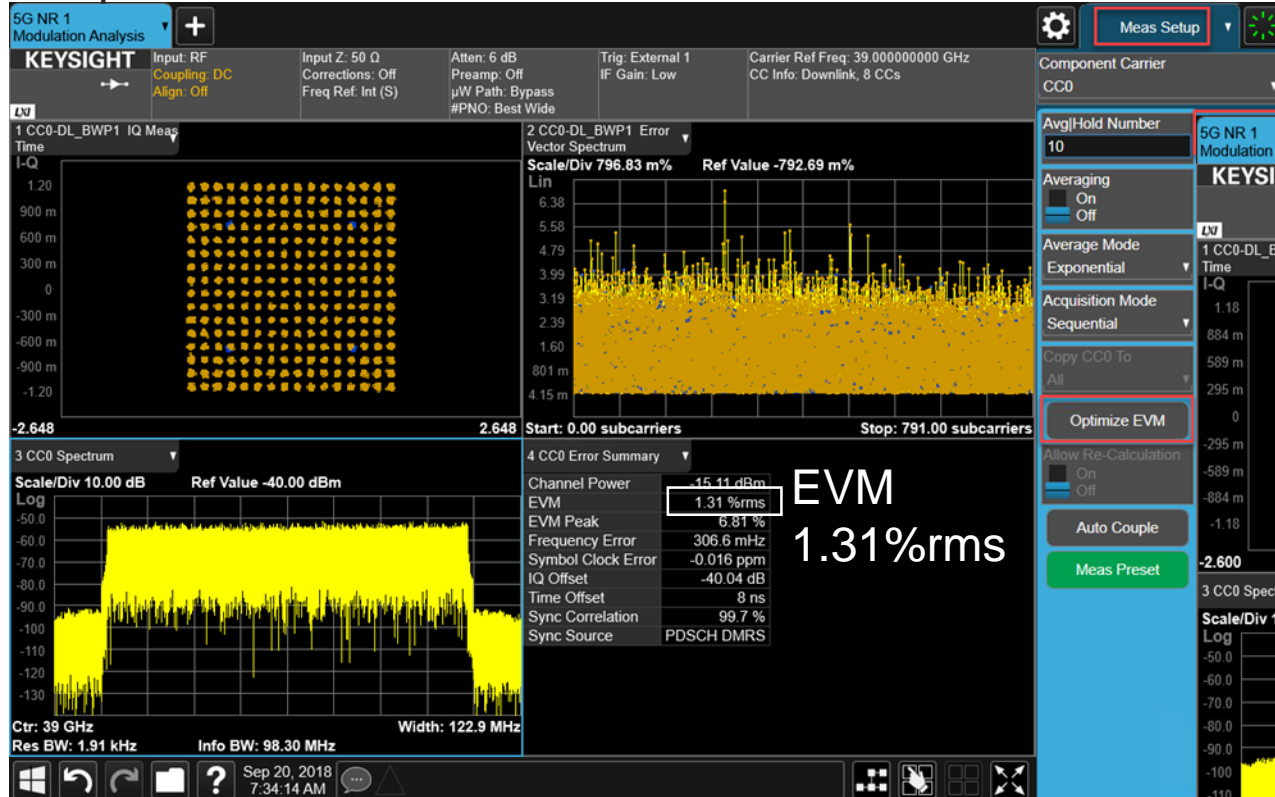 5G NR 1
Modulation Analysis
+
Meas Setup
KEYSIGHT
LXI
Input: RF
Coupling: DC
Align: Off
Input Z: 50 Ω
Corrections: Off
Freq Ref: Int (S)
Atten: 6 dB
Preamp: Off
µW Path: Bypass
#PNO: Best Wide
Trig: External 1
IF Gain: Low
Carrier Ref Freq: 39.000000000 GHz
CC Info: Downlink, 8 CCs
1 CC0-DL_BWP1 IQ Meas
Time
I-Q
1.20
900 m
600 m
300 m
0
-300 m
-600 m
-900 m
-1.20
-2.648
2.648
2 CC0-DL_BWP1 Error
Vector Spectrum
Scale/Div 796.83 m%
Ref Value -792.69 m%
Lin
6.38
5.58
4.79
3.99
3.19
2.39
1.60
801 m
4.15 m
Start: 0.00 subcarriers
Stop: 791.00 subcarriers
3 CC0 Spectrum
Scale/Div 10.00 dB
Ref Value -40.00 dBm
Log
-50.0
-60.0
-70.0
-80.0
-90.0
-100
-110
-120
-130
Ctr: 39 GHz
Width: 122.9 MHz
Res BW: 1.91 kHz
Info BW: 98.30 MHz
4 CC0 Error Summary
Channel Power -15.11 dBm
EVM 1.31 %rms
EVM Peak 6.81 %
Frequency Error 306.6 mHz
Symbol Clock Error -0.016 ppm
IQ Offset -40.04 dB
Time Offset 8 ns
Sync Correlation 99.7 %
Sync Source PDSCH DMRS
EVM
1.31%rms
Component Carrier
CC0
Avg|Hold Number
10
Averaging
On
Off
Average Mode
Exponential
Acquisition Mode
Sequential
Copy CC0 To
All
Optimize EVM
Allow Re-Calculation
On
Off
Auto Couple
Meas Preset
5G NR 1
Modulation
KEYSI
LXI
1 CC0-DL_B
Time
I-Q
1.18
884 m
589 m
295 m
0
-295 m
-589 m
-884 m
-1.18
-2.600
3 CC0 Spec
Scale/Div 1
Log
-50.0
-60.0
-70.0
-80.0
-90.0
-100
-110
?
Sep 20, 2018
7:34:14 AM